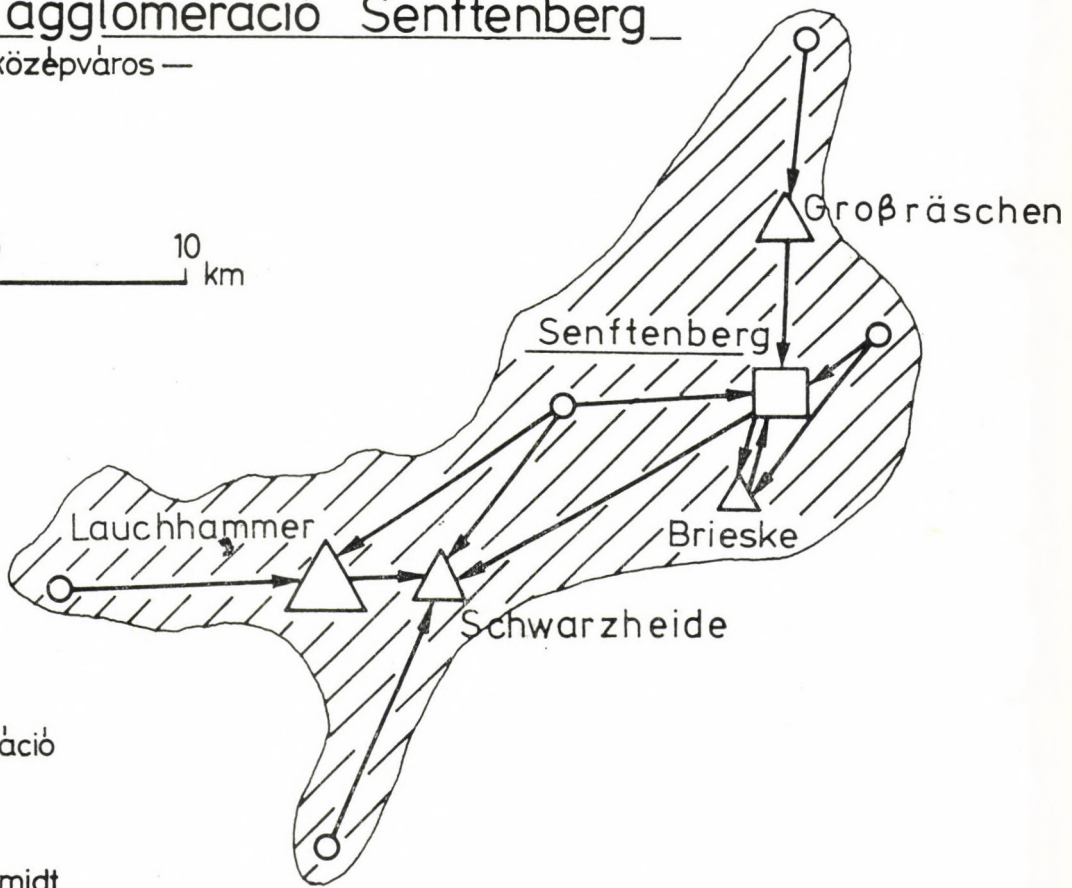 agglomeráció Senftenberg
középváros —
10
km
Großräschen
Senftenberg
Lauchhammer
Brieske
Schwarzheide
áció
midt